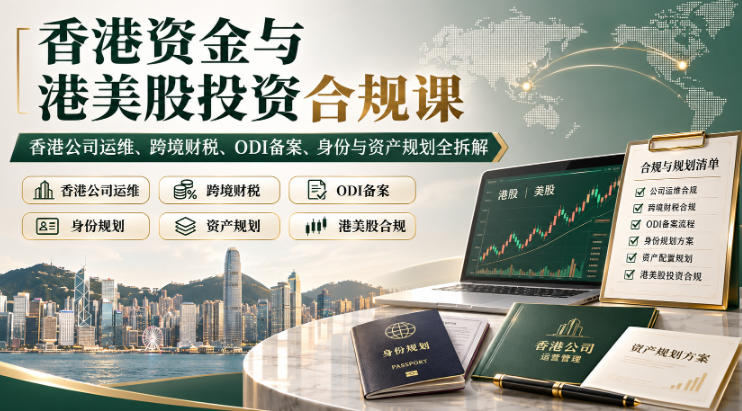 香港资金与
港美股投资合规课
香港公司运维、跨境财税、ODI备案、身份与资产规划全拆解
香港公司运维
跨境财税
ODI备案
身份规划
资产规划
港美股合规
港股 | 美股
合规与规划清单
公司运维合规
跨境财税合规
ODI备案流程
身份规划方案
资产配置规划
港美股投资合规
身份规划
PASSPORT
香港公司
运营管理
资产规划方案